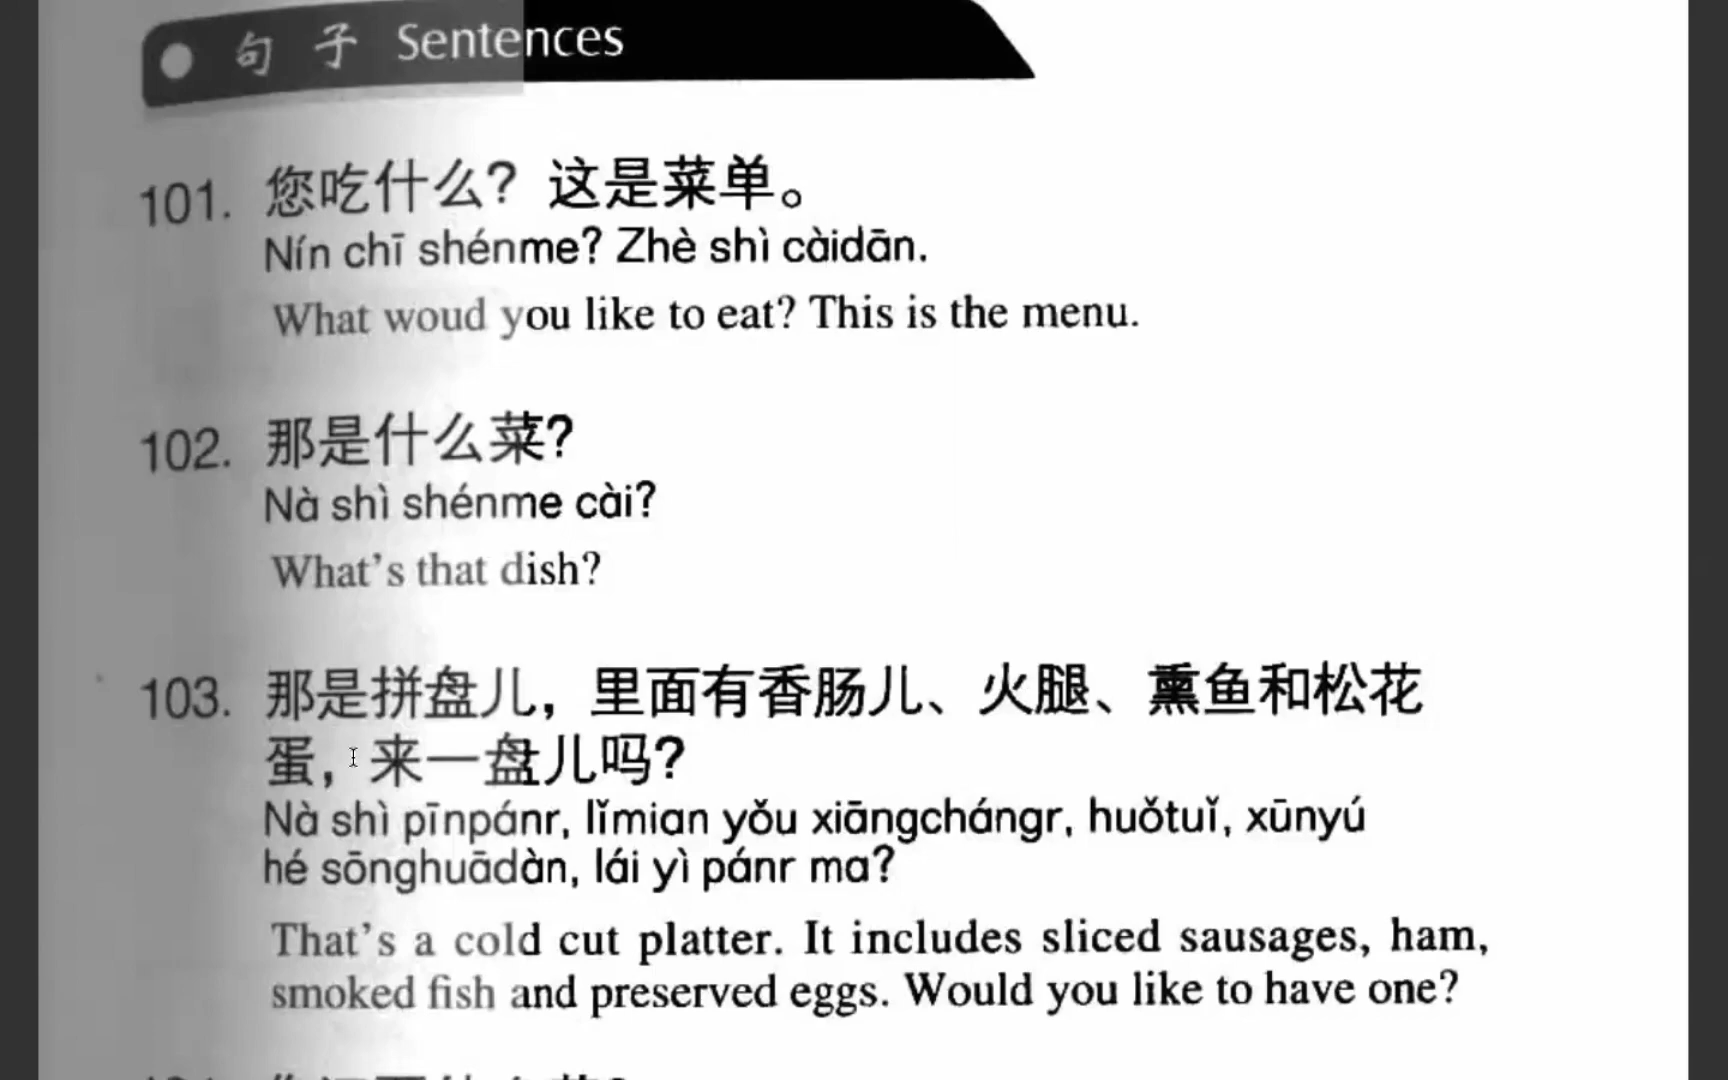 句子 Sentences
101. 您吃什么？这是菜单。
Nín chī shénme? Zhè shì càidān.
What woud you like to eat? This is the menu.
102. 那是什么菜?
Nà shì shénme cài?
What's that dish?
103. 那是拼盘儿，里面有香肠儿、火腿、熏鱼和松花
蛋，来一盘儿吗?
Nà shì pīnpánr, lǐmian yǒu xiāngchángr, huǒtuǐ, xūnyú
hé sōnghuādàn, lái yì pánr ma?
That's a cold cut platter. It includes sliced sausages, ham,
smoked fish and preserved eggs. Would you like to have one?